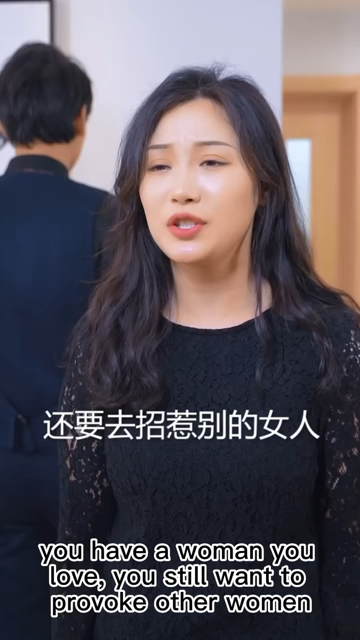 还要去招惹别的女人
you have a woman you
love, you still want to
provoke other women